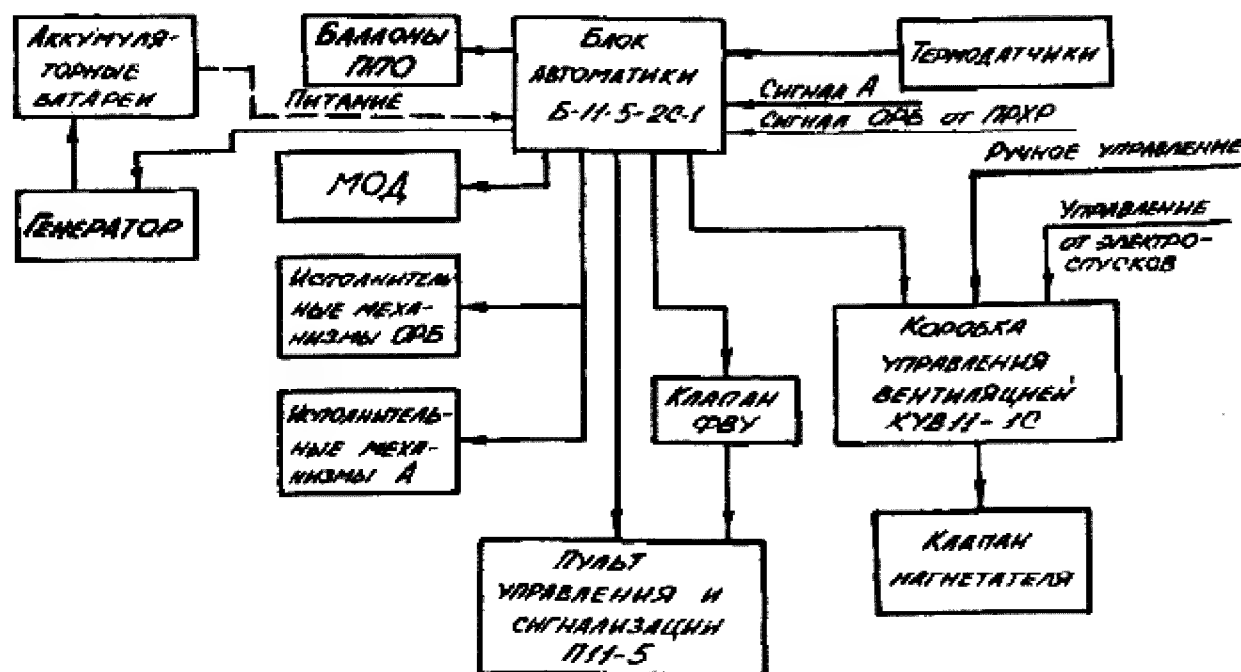 Аккумуля-
торные
батареи
Баллоны
ППО
Блок
автоматики
Б-11-5-2С-1
Термодатчики
Питание
Сигнал А
Сигнал ОРБ от ПРХР
Ручное управление
МОД
Генератор
Управление
от электро-
спусков
Исполнитель-
ные меха-
низмы ОРБ
Коробка
управления
вентиляцией
КУВ11-1С
Исполнитель-
ные меха-
низмы А
Клапан
ФВУ
Клапан
нагнетателя
Пульт
управления и
сигнализации
П11-5